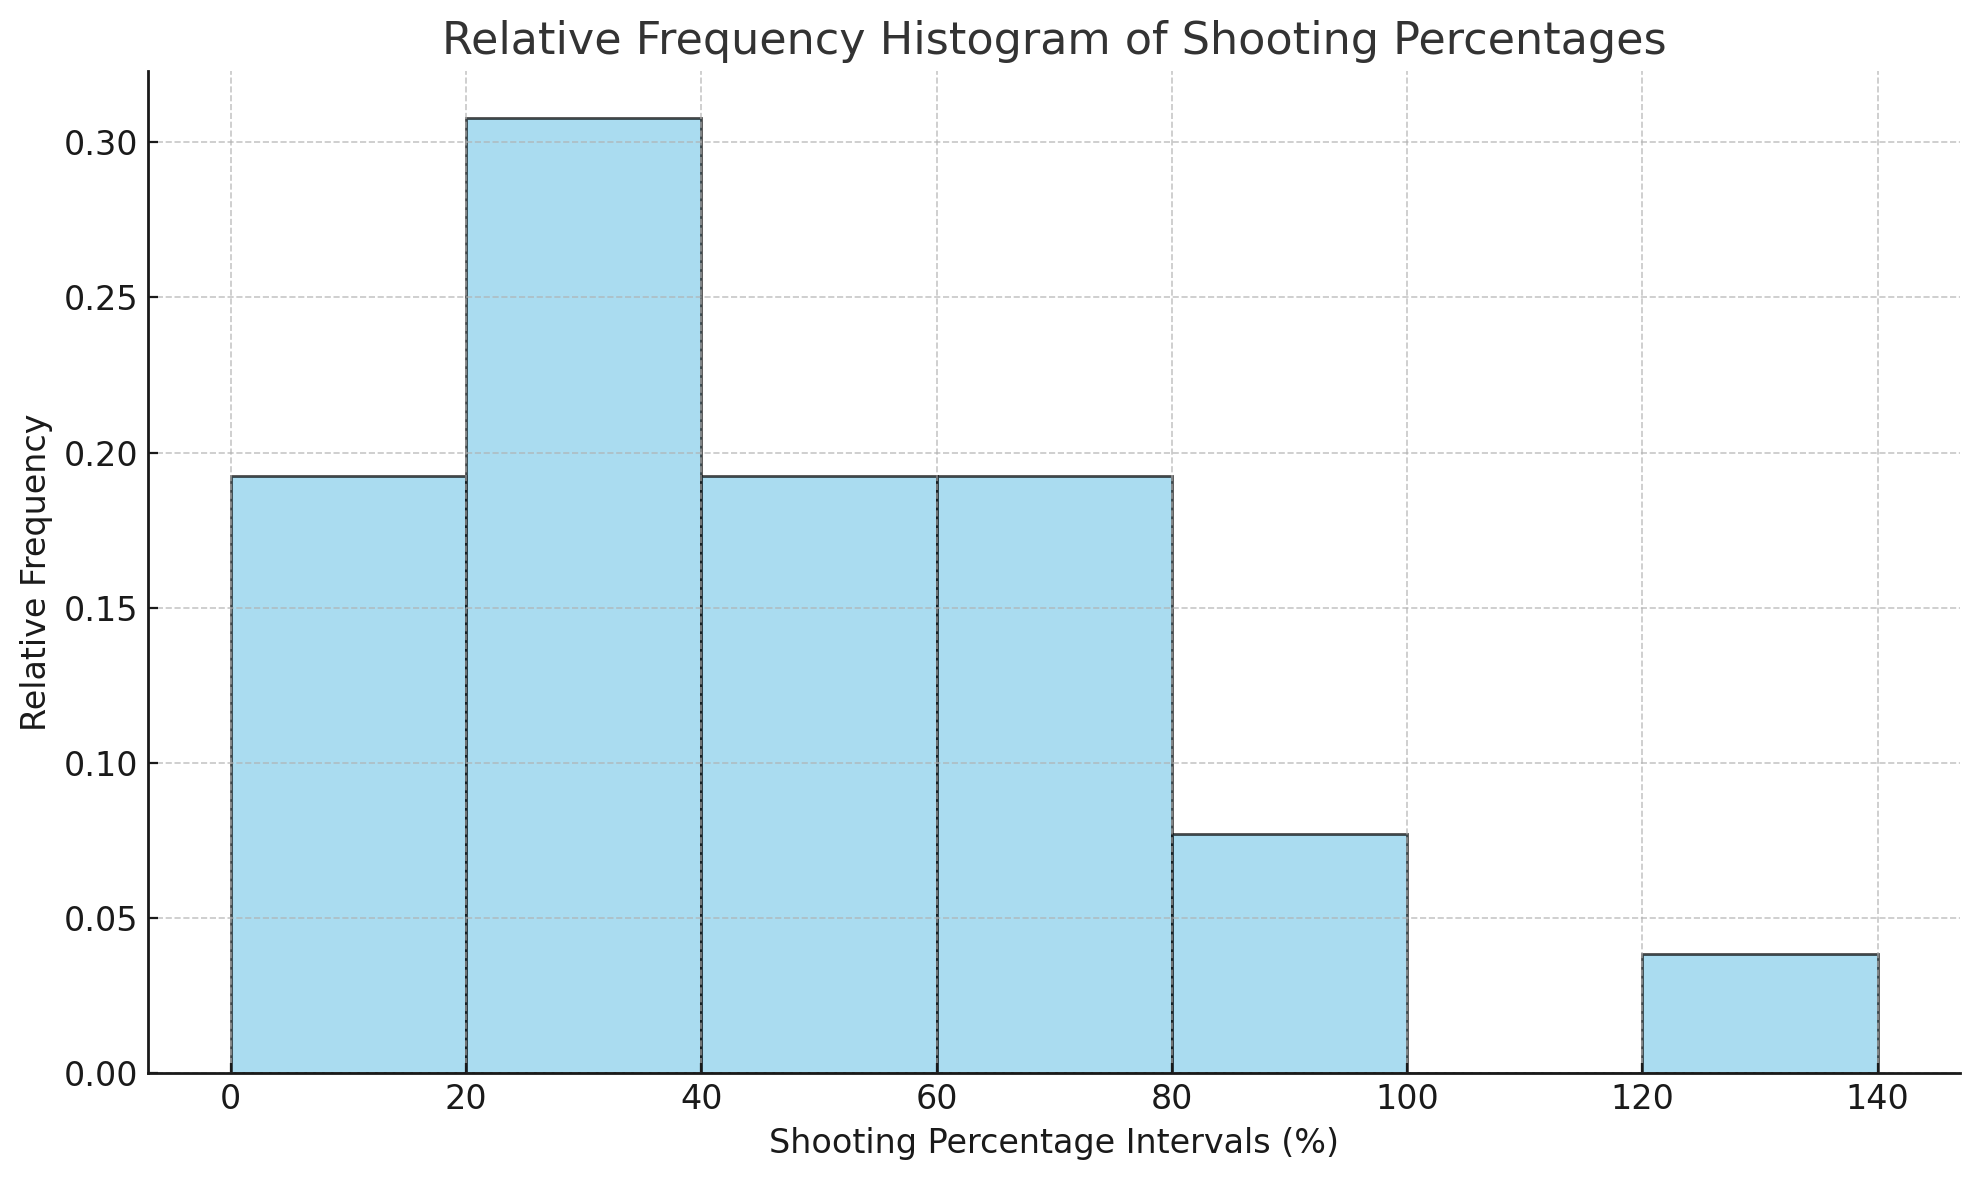 Relative Frequency Histogram of Shooting Percentages
Relative Frequency
0.30
0.25
0.20
0.15
0.10
0.05
0.00
0 20 40 60 80 100 120 140
Shooting Percentage Intervals (%)